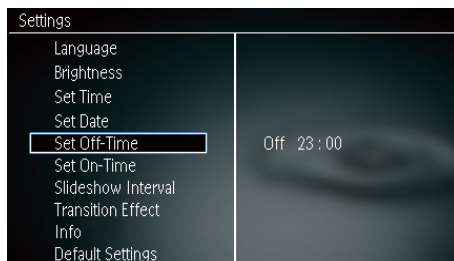 Settings
Language
Brightness
Set Time
Set Date
Set Off-Time
Off 23 : 00
Set On-Time
Slideshow Interval
Transition Effect
Info
Default Settings